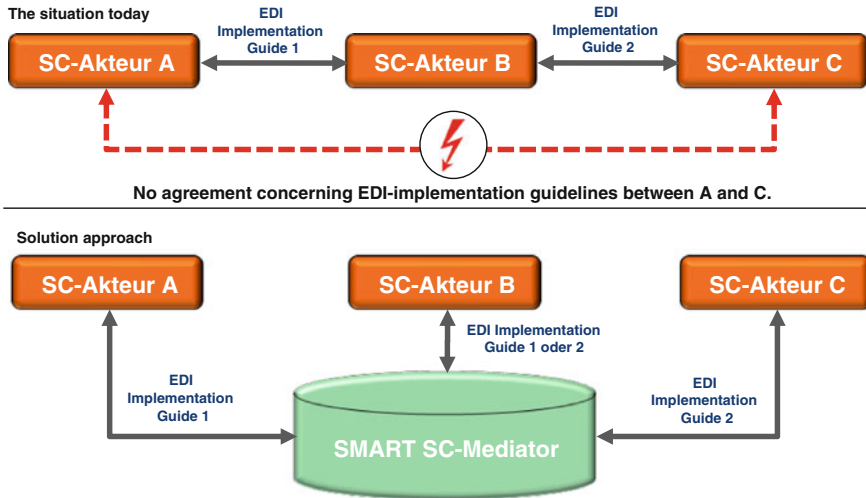 The situation today
EDI
Implementation
Guide 1
EDI
Implementation
Guide 2
SC-Akteur A
SC-Akteur B
SC-Akteur C
No agreement concerning EDI-implementation guidelines between A and C.
Solution approach
SC-Akteur A
SC-Akteur B
SC-Akteur C
EDI Implementation
Guide 1 oder 2
EDI
Implementation
Guide 1
EDI
Implementation
Guide 2
SMART SC-Mediator